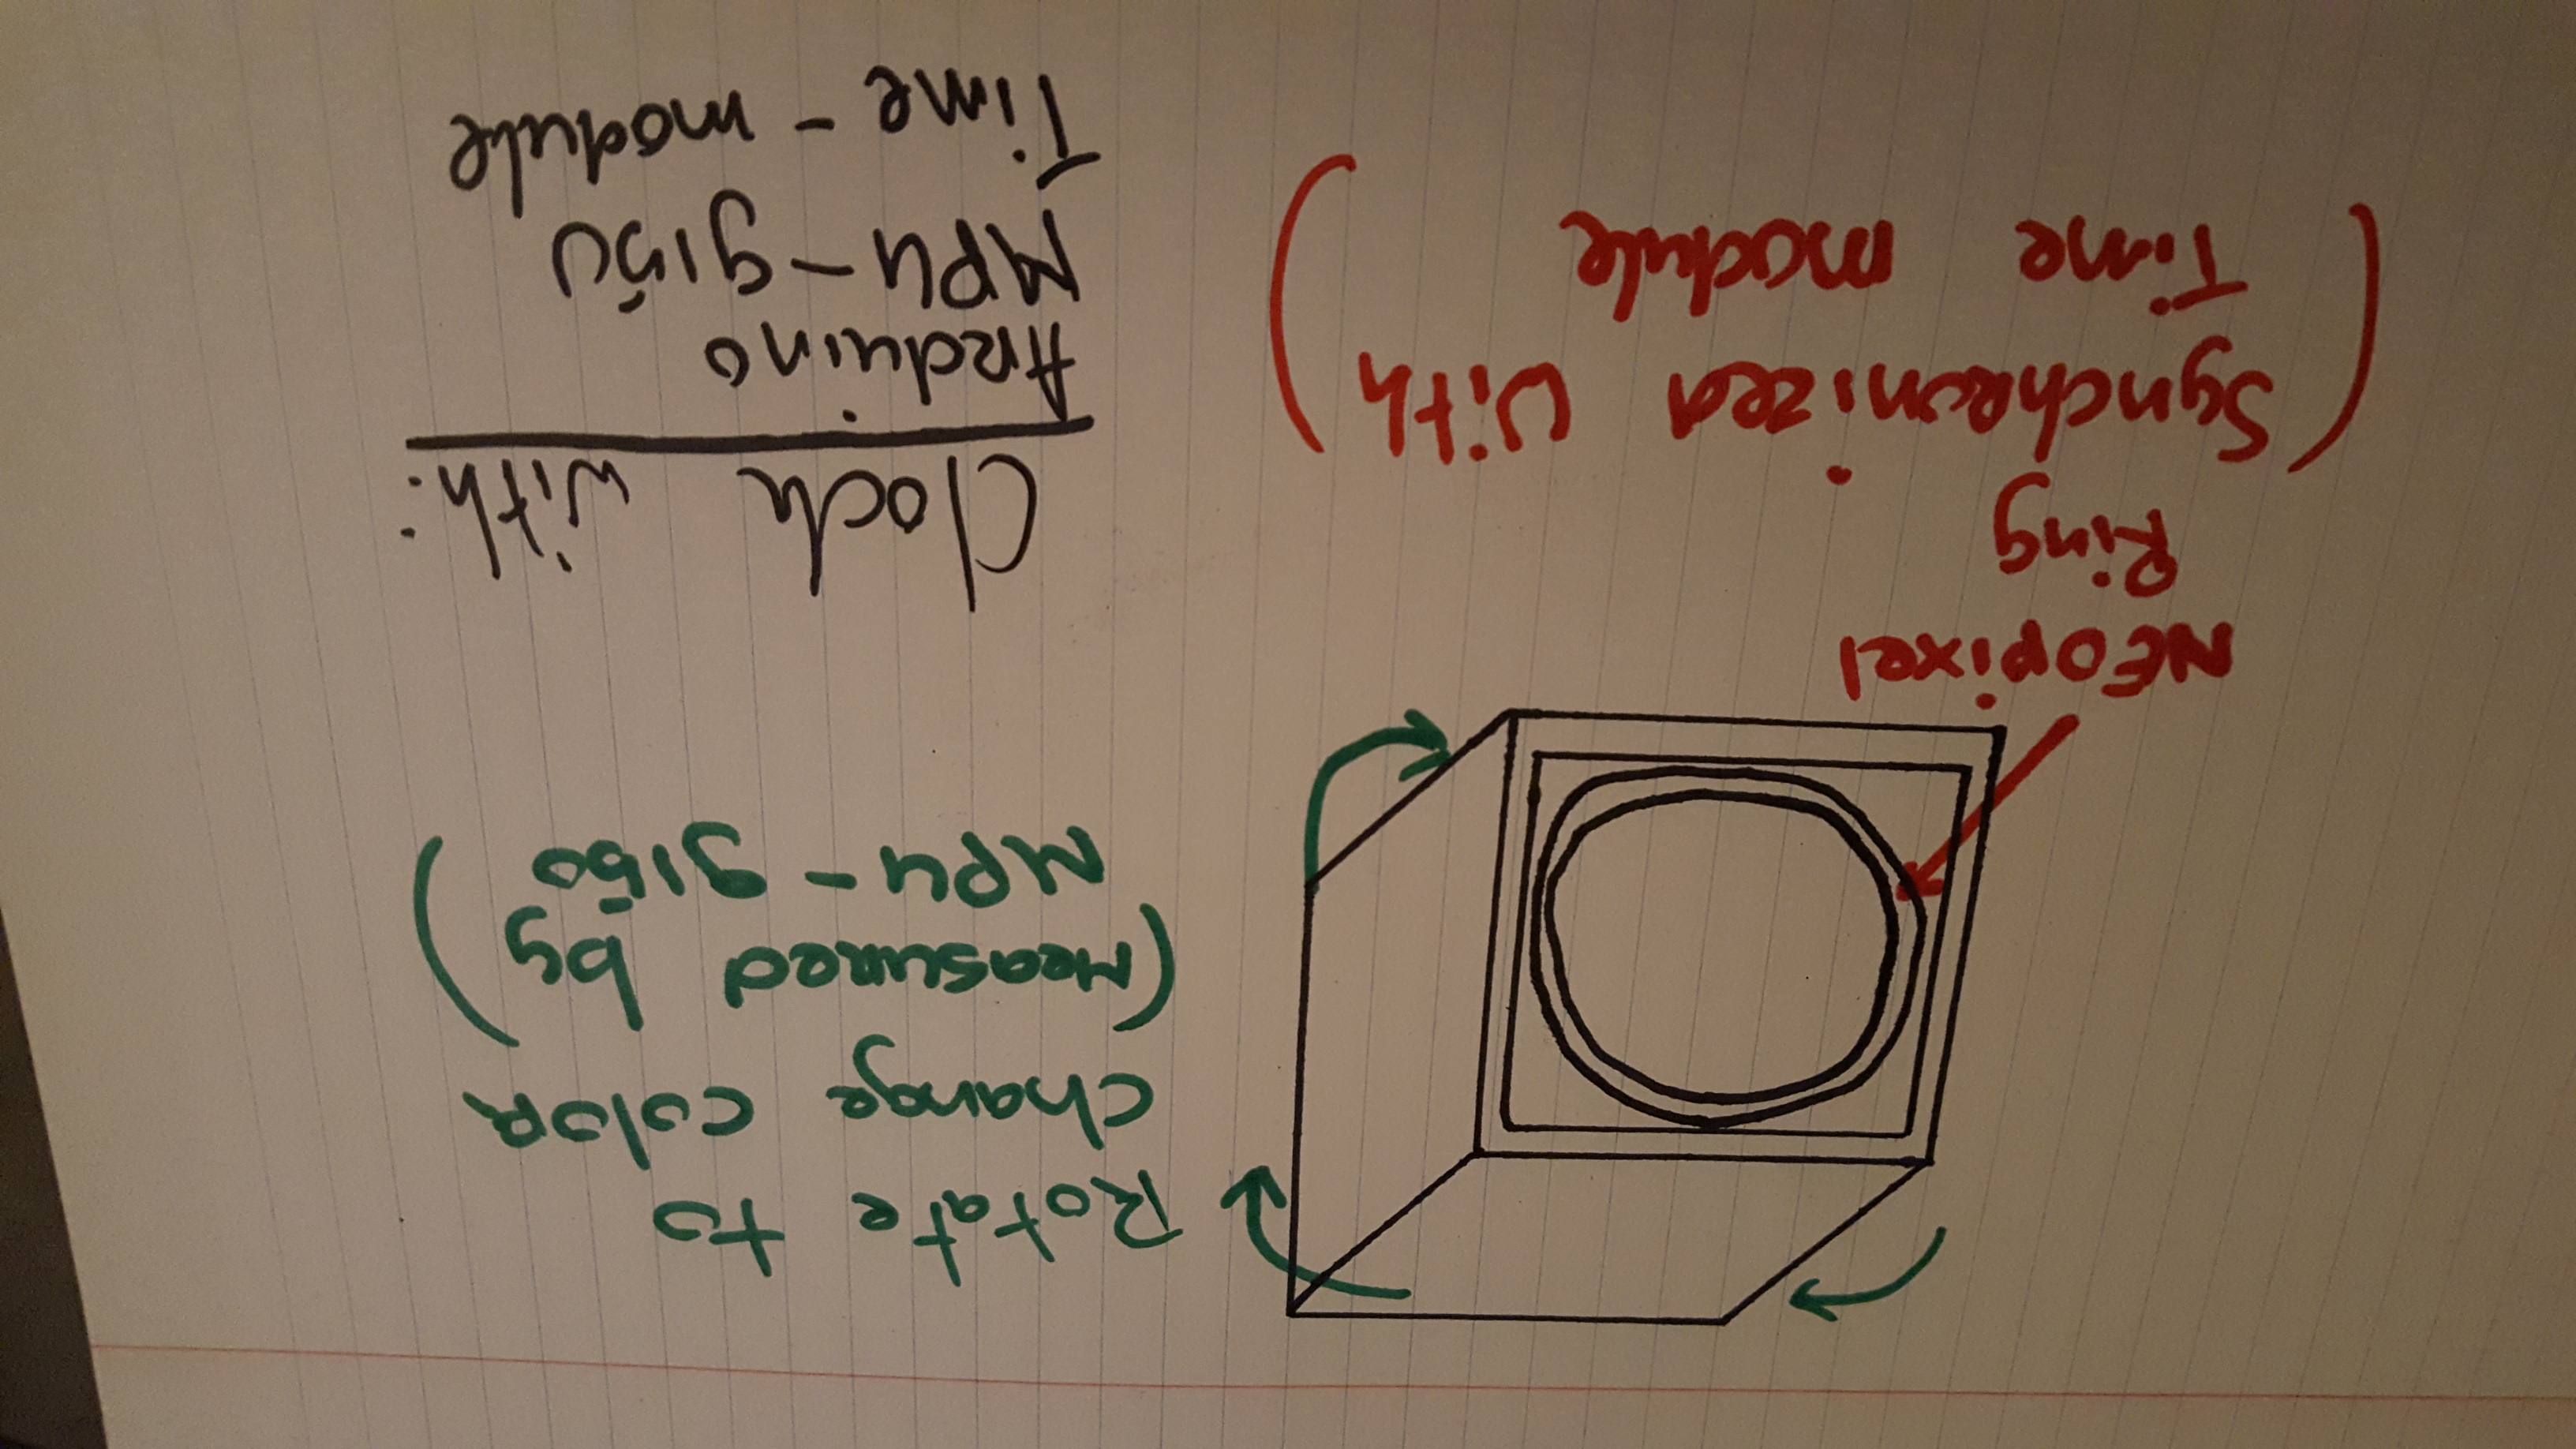 Rotate to
change color
(Measured by
MPU-9150)
NEOpixel
Ring
(Synchronized With
Time module)
Clock with:
Arduino
MPU-9150
Time-module